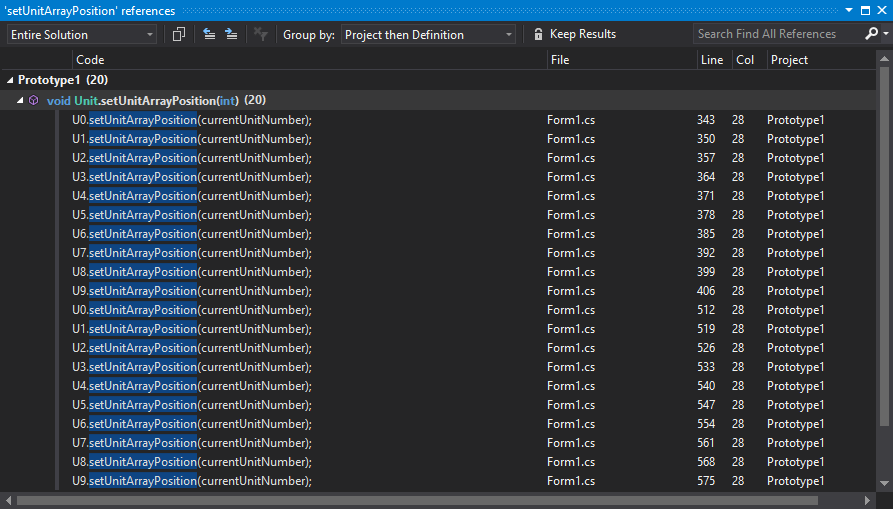 'setUnitArrayPosition' references
Entire Solution Group by: Project then Definition Keep Results Search Find All References
Code File Line Col Project
Prototype1 (20)
void Unit.setUnitArrayPosition(int) (20)
U0.setUnitArrayPosition(currentUnitNumber); Form1.cs 343 28 Prototype1
U1.setUnitArrayPosition(currentUnitNumber); Form1.cs 350 28 Prototype1
U2.setUnitArrayPosition(currentUnitNumber); Form1.cs 357 28 Prototype1
U3.setUnitArrayPosition(currentUnitNumber); Form1.cs 364 28 Prototype1
U4.setUnitArrayPosition(currentUnitNumber); Form1.cs 371 28 Prototype1
U5.setUnitArrayPosition(currentUnitNumber); Form1.cs 378 28 Prototype1
U6.setUnitArrayPosition(currentUnitNumber); Form1.cs 385 28 Prototype1
U7.setUnitArrayPosition(currentUnitNumber); Form1.cs 392 28 Prototype1
U8.setUnitArrayPosition(currentUnitNumber); Form1.cs 399 28 Prototype1
U9.setUnitArrayPosition(currentUnitNumber); Form1.cs 406 28 Prototype1
U0.setUnitArrayPosition(currentUnitNumber); Form1.cs 512 28 Prototype1
U1.setUnitArrayPosition(currentUnitNumber); Form1.cs 519 28 Prototype1
U2.setUnitArrayPosition(currentUnitNumber); Form1.cs 526 28 Prototype1
U3.setUnitArrayPosition(currentUnitNumber); Form1.cs 533 28 Prototype1
U4.setUnitArrayPosition(currentUnitNumber); Form1.cs 540 28 Prototype1
U5.setUnitArrayPosition(currentUnitNumber); Form1.cs 547 28 Prototype1
U6.setUnitArrayPosition(currentUnitNumber); Form1.cs 554 28 Prototype1
U7.setUnitArrayPosition(currentUnitNumber); Form1.cs 561 28 Prototype1
U8.setUnitArrayPosition(currentUnitNumber); Form1.cs 568 28 Prototype1
U9.setUnitArrayPosition(currentUnitNumber); Form1.cs 575 28 Prototype1